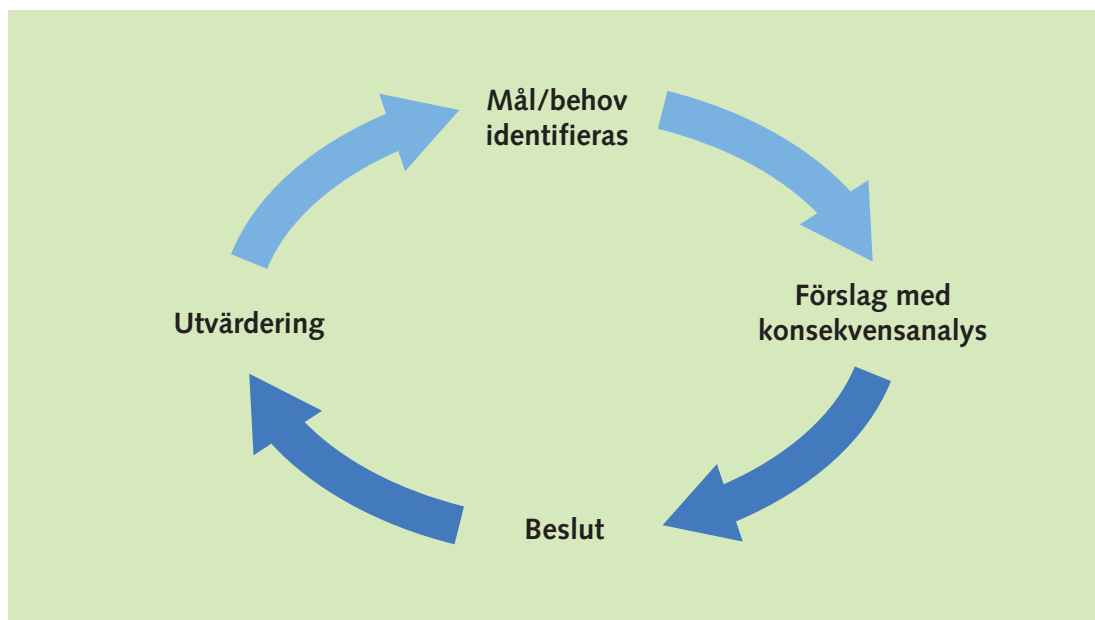 Mål/behov
identifieras
Förslag med
konsekvensanalys
Utvärdering
Beslut